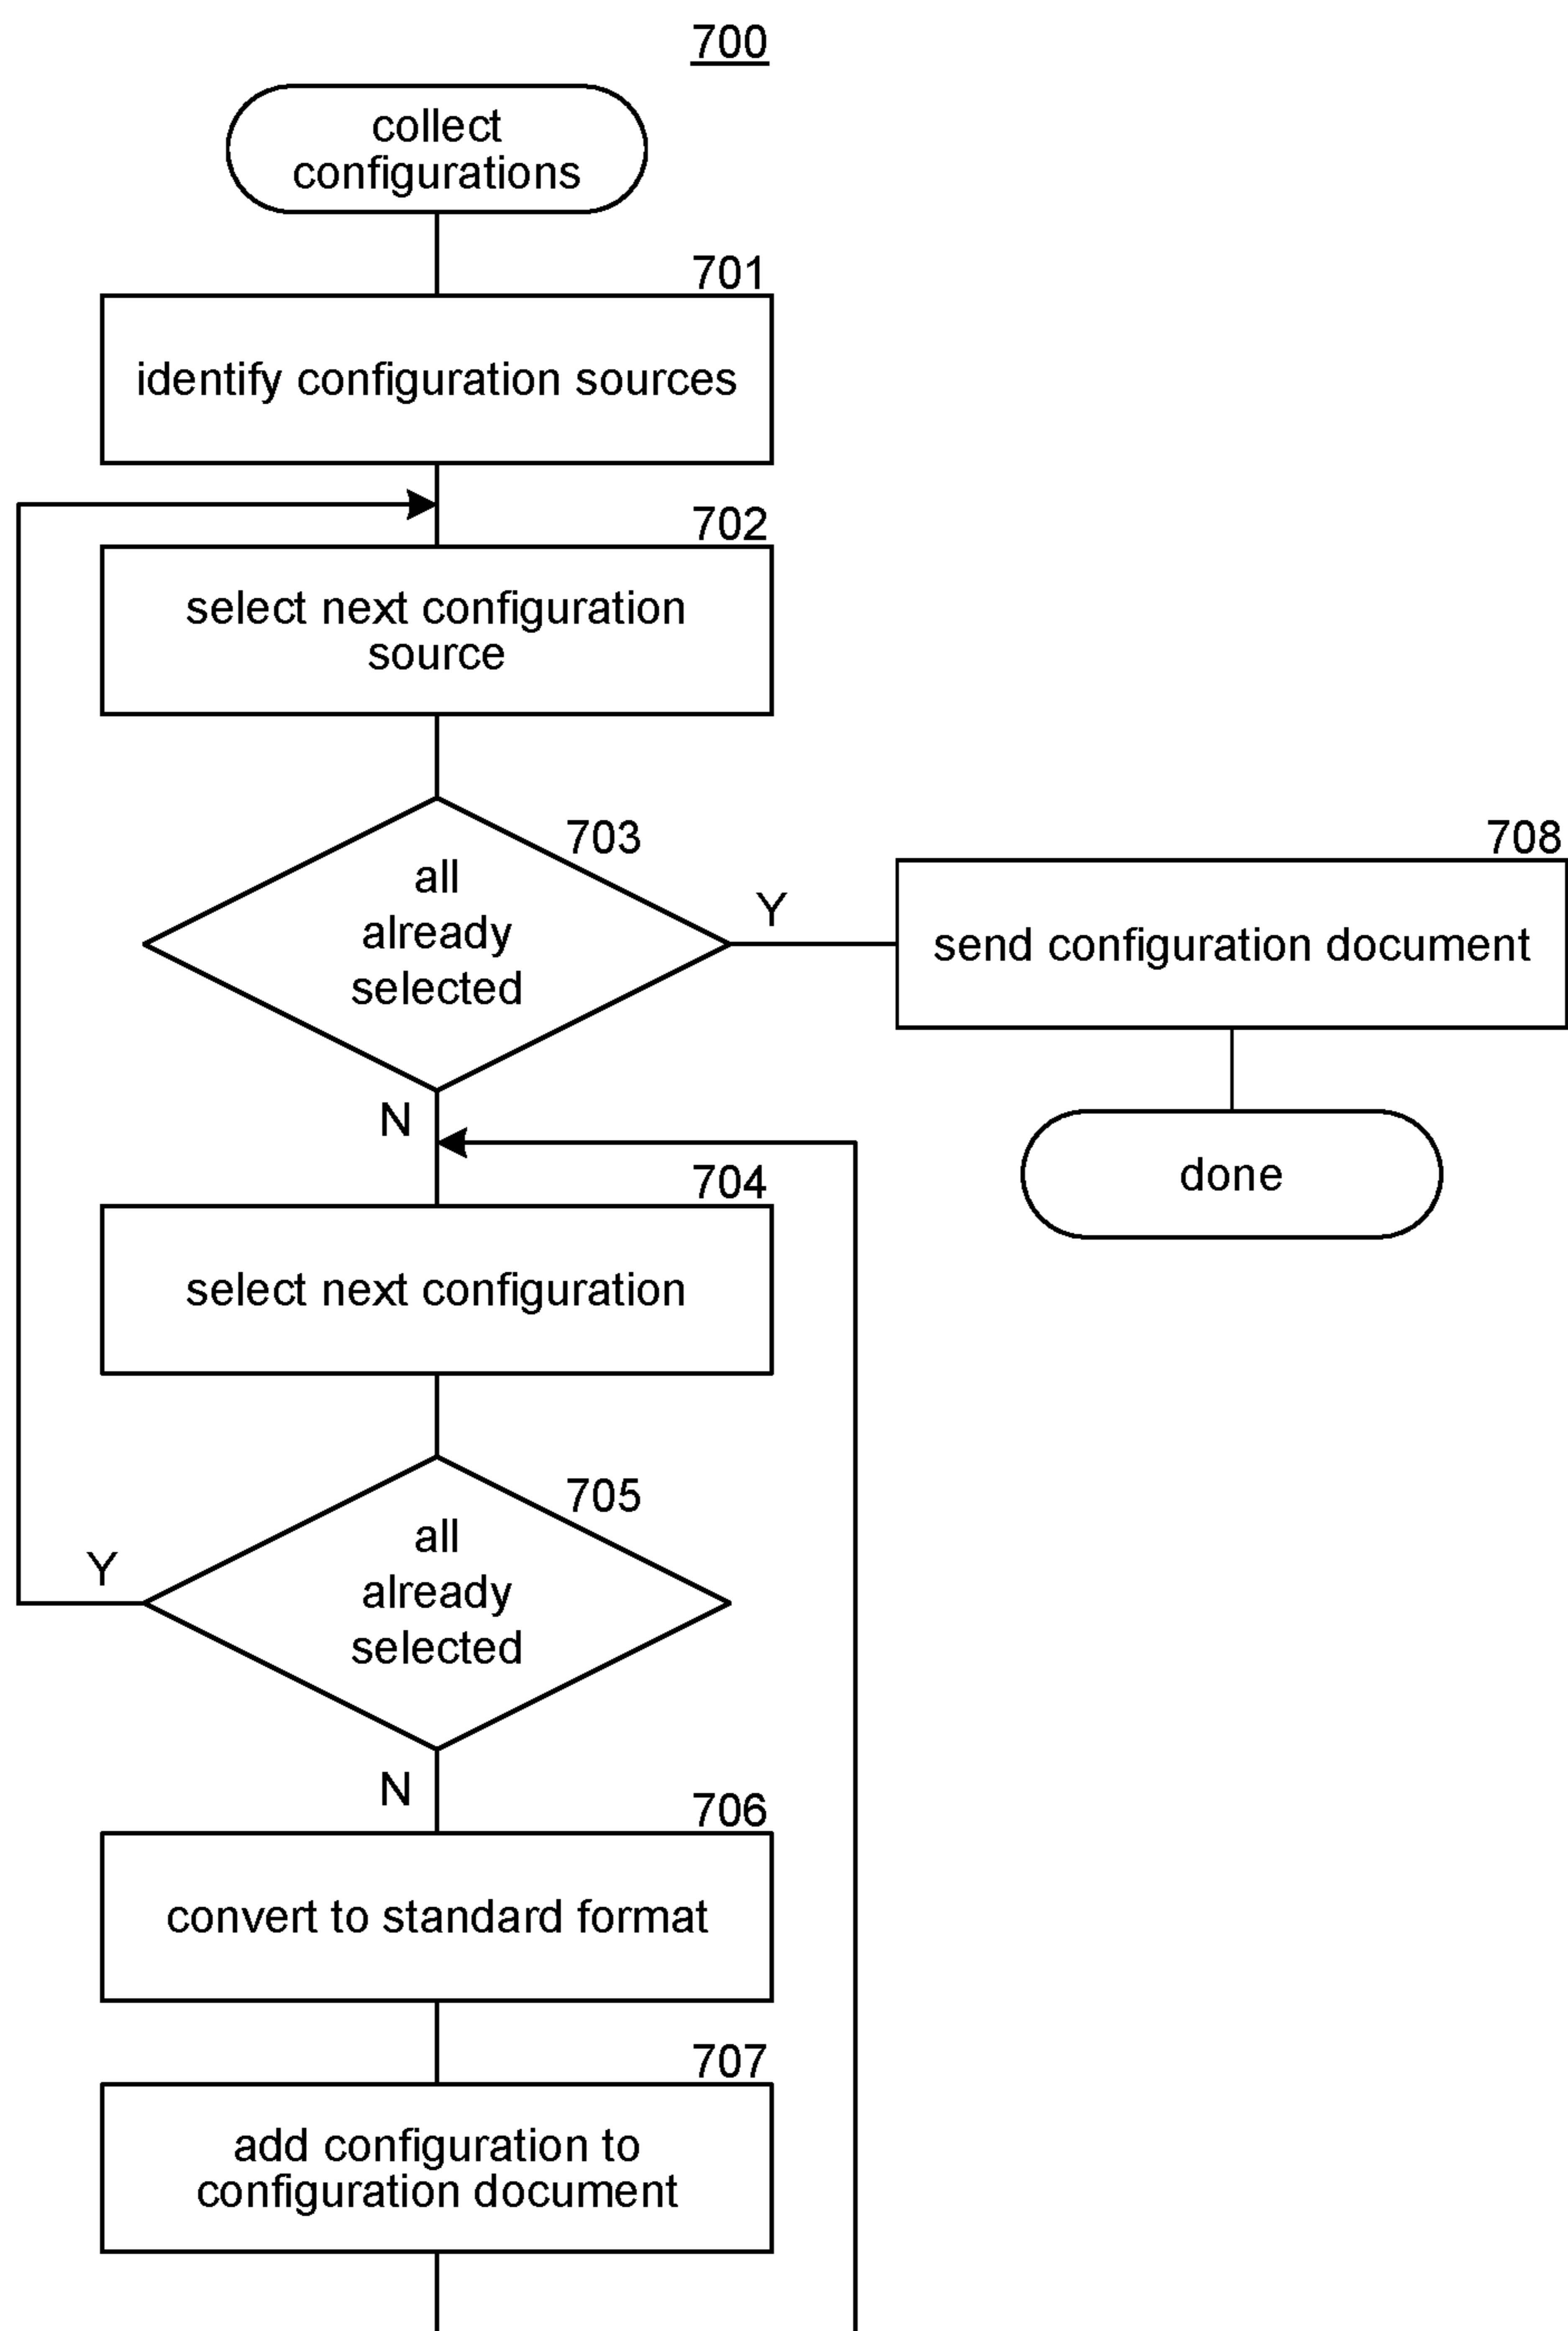 700
collect
configurations
701
identify configuration sources
702
select next configuration
source
703
all
already
selected
Y
708
send configuration document
done
N
704
select next configuration
705
all
already
selected
Y
N
706
convert to standard format
707
add configuration to
configuration document